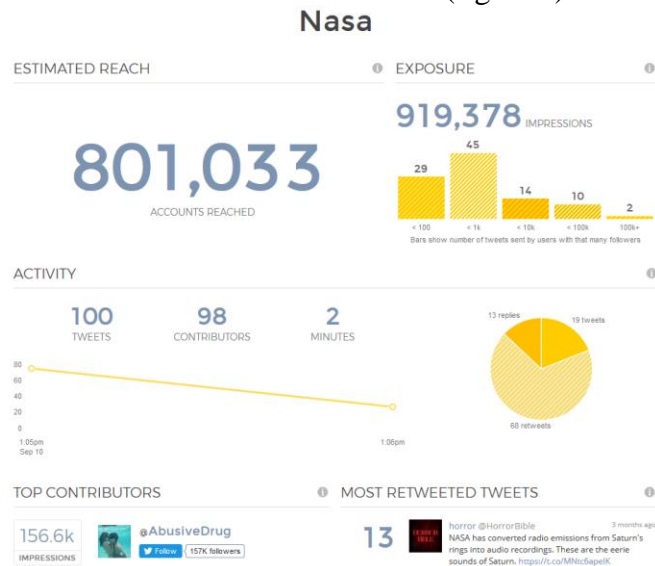 Nasa
ESTIMATED REACH
801,033
ACCOUNTS REACHED
EXPOSURE
919,378 IMPRESSIONS
29
45
14
10
2
< 100
< 1k
< 10k
< 100k
100k+
Bars show number of tweets sent by users with that many followers
ACTIVITY
100
TWEETS
98
CONTRIBUTORS
2
MINUTES
80
60
40
20
0
1:05pm
Sep 10
1:06pm
13 replies
19 tweets
68 retweets
TOP CONTRIBUTORS
156.6k
IMPRESSIONS
@AbusiveDrug
Follow
157K followers
MOST RETWEETED TWEETS
13
horror @HorrorBible
3 months ago
NASA has converted radio emissions from Saturn's
rings into audio recordings. These are the eerie
sounds of Saturn.